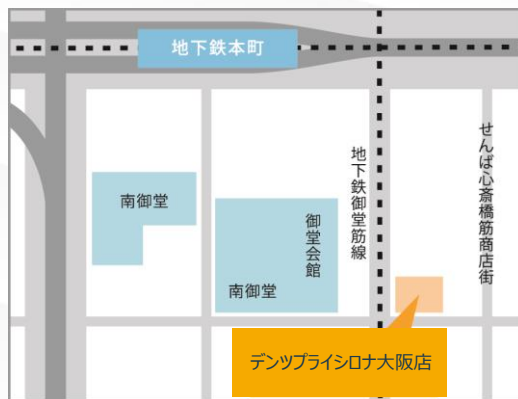 地下鉄本町
南御堂
御堂会館
南御堂
地下鉄御堂筋線
せんば心斎橋筋商店街
デンツプライシロナ大阪店